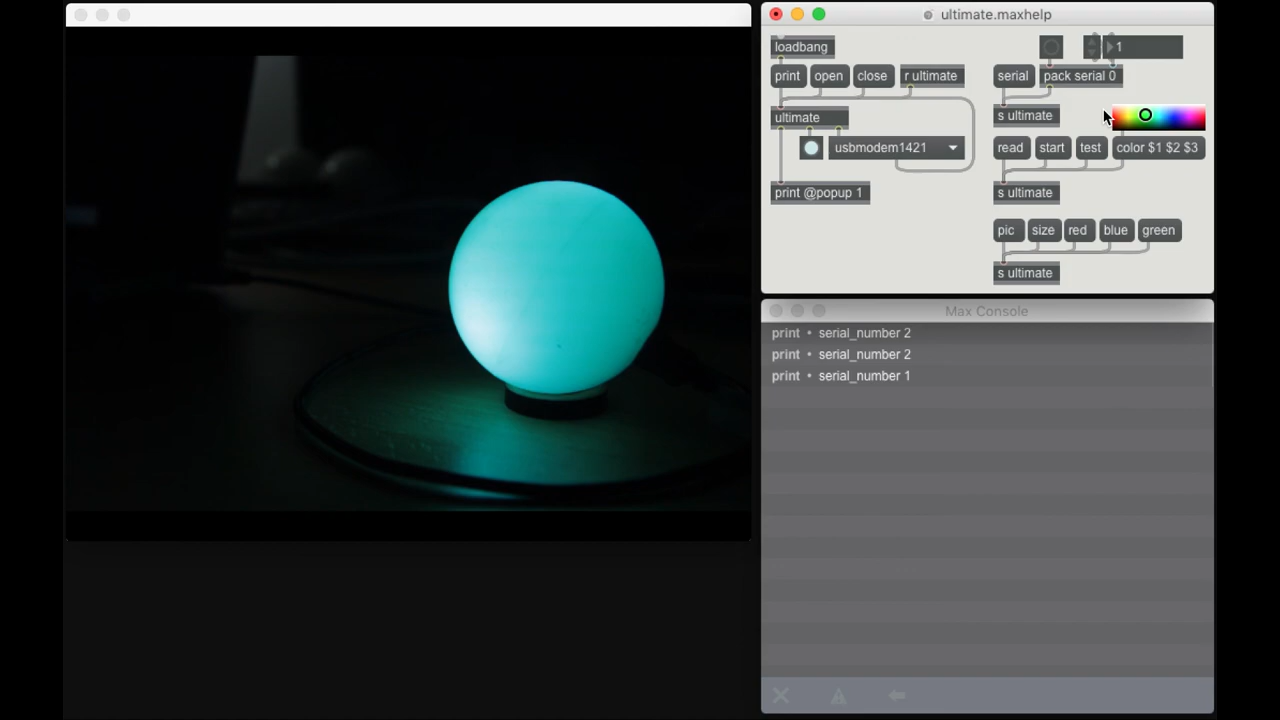 ultimate.maxhelp
loadbang
1
print open close r ultimate
serial pack serial 0
ultimate
s ultimate
usbmodem1421
read start test color $1 $2 $3
print @popup 1
s ultimate
pic size red blue green
s ultimate
Max Console
print • serial_number 2
print • serial_number 2
print • serial_number 1